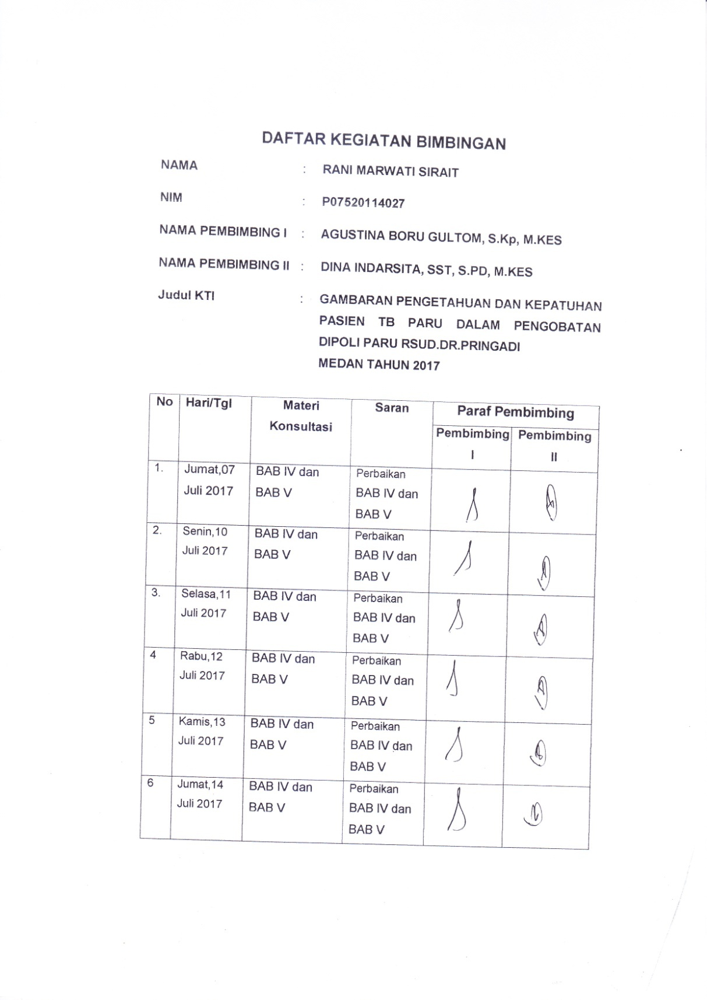 DAFTAR KEGIATAN BIMBINGAN
NAMA : RANI MARWATI SIRAIT
NIM : P07520114027
NAMA PEMBIMBING I : AGUSTINA BORU GULTOM, S.Kp, M.KES
NAMA PEMBIMBING II : DINA INDARSITA, SST, S.PD, M.KES
Judul KTI : GAMBARAN PENGETAHUAN DAN KEPATUHAN
PASIEN TB PARU DALAM PENGOBATAN
DIPOLI PARU RSUD.DR.PRINGADI
MEDAN TAHUN 2017
No Hari/Tgl Materi Saran Paraf Pembimbing
Konsultasi
Pembimbing Pembimbing
I II
1. Jumat,07 BAB IV dan Perbaikan
Juli 2017 BAB V BAB IV dan
BAB V
2. Senin,10 BAB IV dan Perbaikan
Juli 2017 BAB V BAB IV dan
BAB V
3. Selasa,11 BAB IV dan Perbaikan
Juli 2017 BAB V BAB IV dan
BAB V
4 Rabu,12 BAB IV dan Perbaikan
Juli 2017 BAB V BAB IV dan
BAB V
5 Kamis,13 BAB IV dan Perbaikan
Juli 2017 BAB V BAB IV dan
BAB V
6 Jumat,14 BAB IV dan Perbaikan
Juli 2017 BAB V BAB IV dan
BAB V